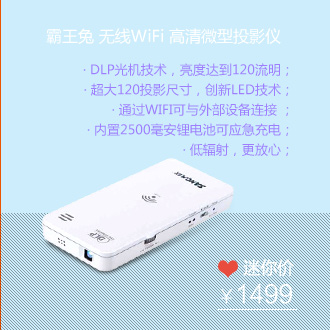 霸王兔 无线WiFi 高清微型投影仪
· DLP光机技术，亮度达到120流明；
· 超大120投影尺寸，创新LED技术；
· 通过WIFI可与外部设备连接 ；
· 内置2500毫安锂电池可应急充电；
· 低辐射，更放心；
DLP
迷你价
¥1499